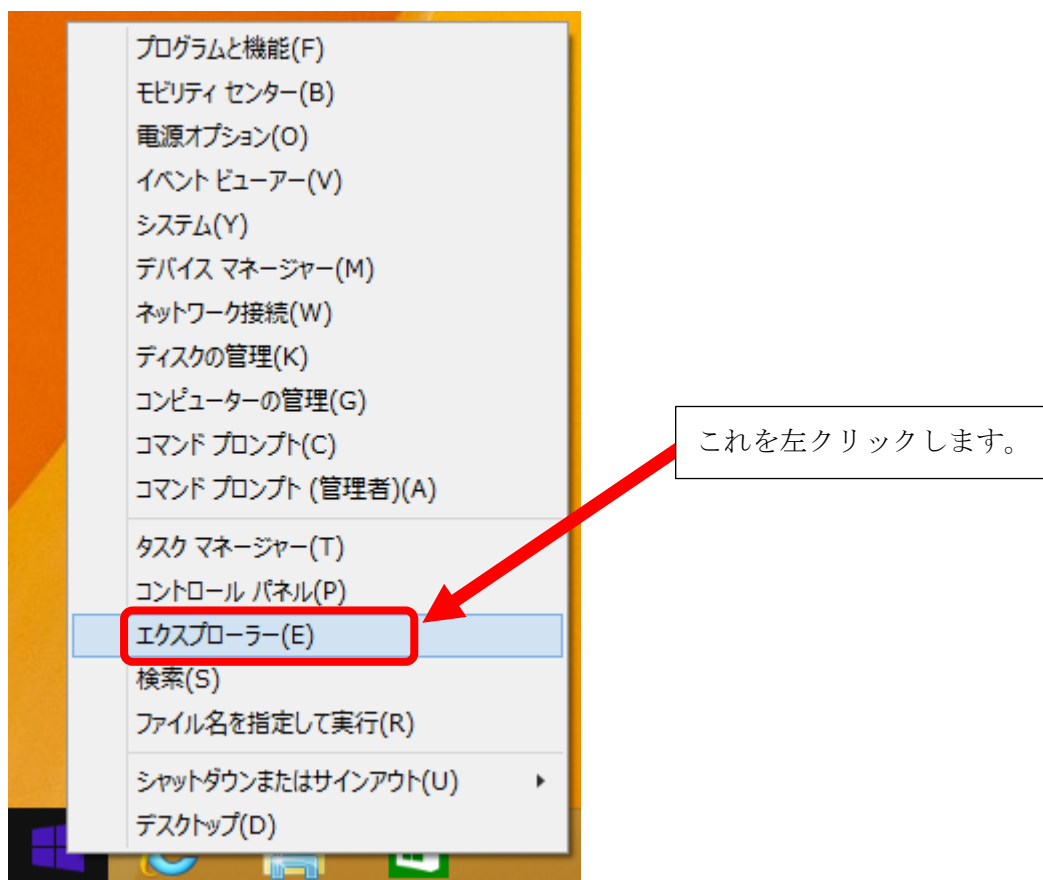 プログラムと機能(F)
モビリティ センター(B)
電源オプション(O)
イベント ビューアー(V)
システム(Y)
デバイス マネージャー(M)
ネットワーク接続(W)
ディスクの管理(K)
コンピューターの管理(G)
コマンド プロンプト(C)
コマンド プロンプト (管理者)(A)
タスク マネージャー(T)
コントロール パネル(P)
エクスプローラー(E)
検索(S)
ファイル名を指定して実行(R)
シャットダウンまたはサインアウト(U)
デスクトップ(D)
これを左クリックします。